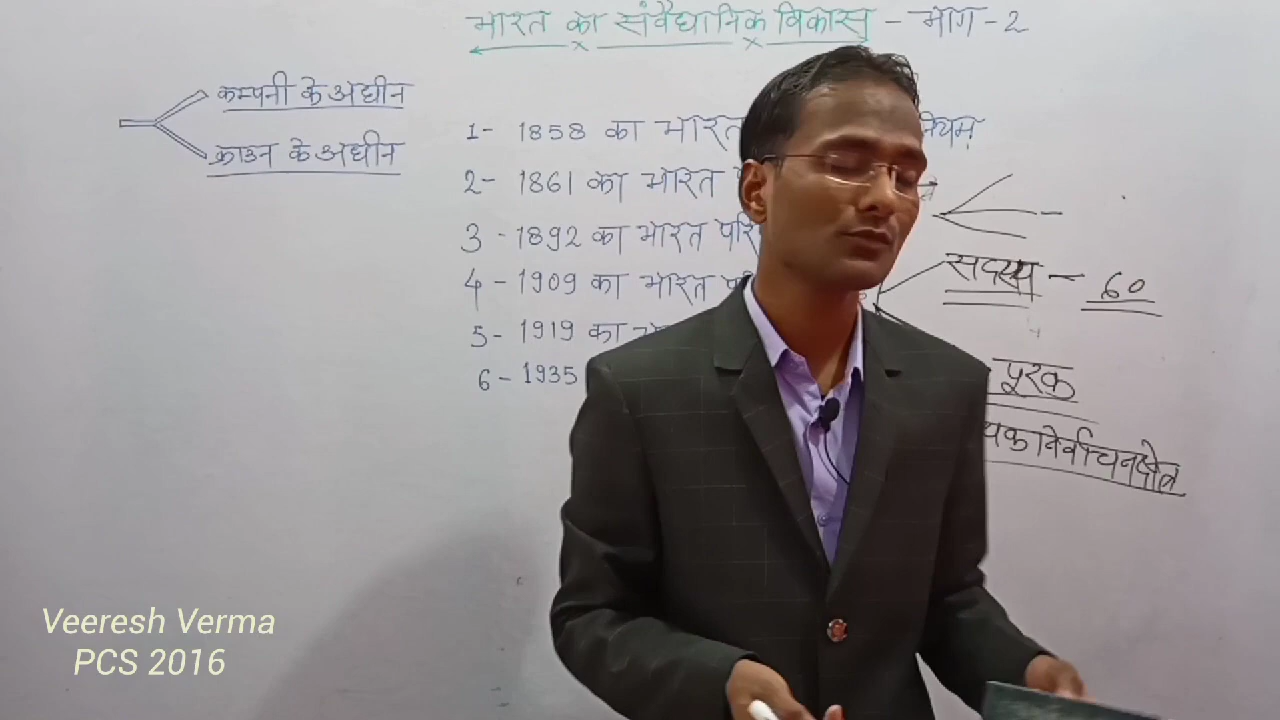 भारत का संवैधानिक विकास - भाग - 2
कम्पनी के अधीन
क्राउन के अधीन
1- 1858 का भारत
2- 1861 का भारत
3 - 1892 का भारत परि
4 - 1909 का भारत
5- 1919 का
6 - 1935
सदस्य - 60
पूरक
निर्वाचन क्षेत्र
Veeresh Verma
PCS 2016